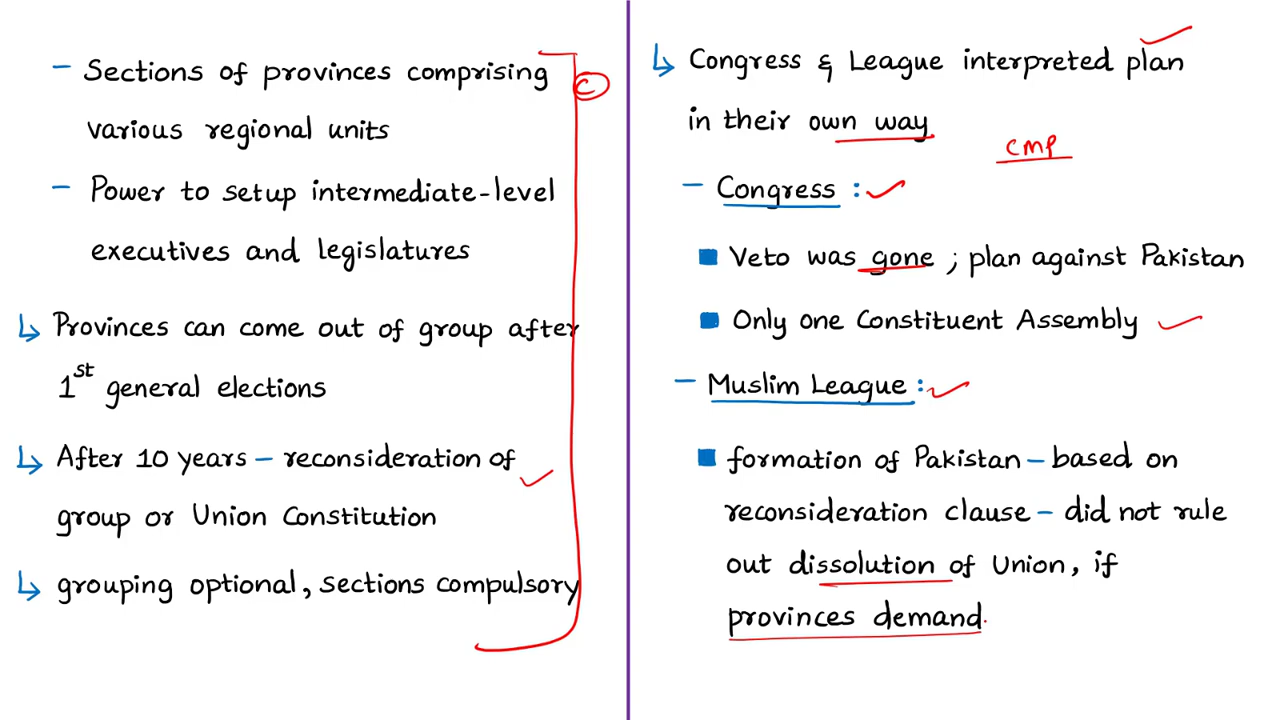 – Sections of provinces comprising
various regional units
– Power to setup intermediate-level
executives and legislatures
↳ Provinces can come out of group after
1st general elections
↳ After 10 years – reconsideration of
group or Union Constitution
↳ grouping optional, sections compulsory
C
↳ Congress & League interpreted plan
in their own way
CMP
– Congress :
■ Veto was gone ; plan against Pakistan
■ Only one Constituent Assembly
– Muslim League :
■ formation of Pakistan – based on
reconsideration clause – did not rule
out dissolution of Union, if
provinces demand.